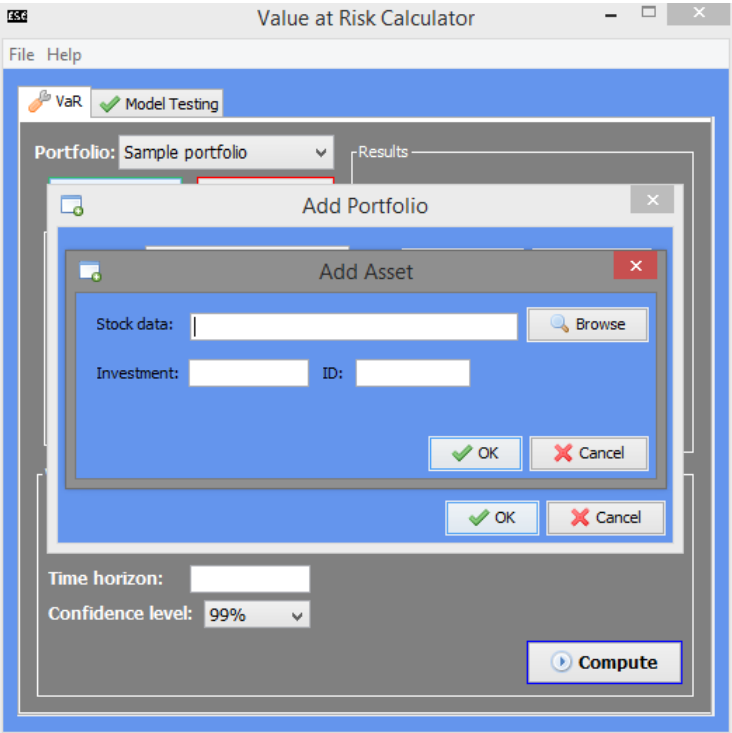 Value at Risk Calculator
File Help
VaR Model Testing
Portfolio: Sample portfolio
Results
Add Portfolio
Add Asset
Stock data: Browse
Investment: ID:
OK Cancel
OK Cancel
Time horizon:
Confidence level: 99%
Compute